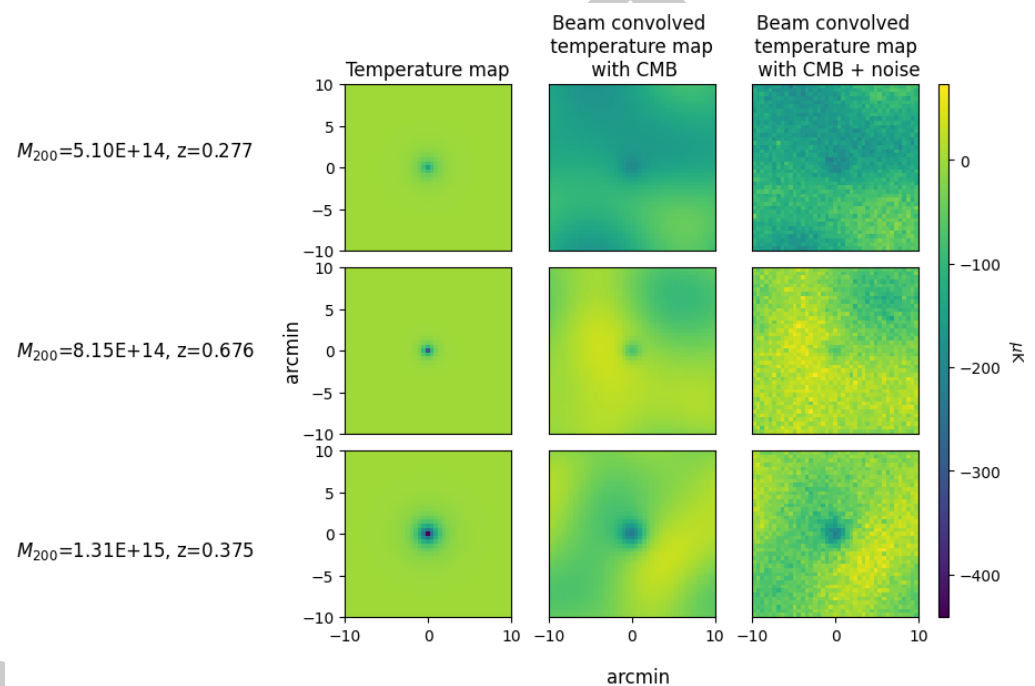 Beam convolved
temperature map
with CMB
Beam convolved
temperature map
with CMB + noise
Temperature map
M200=5.10E+14, z=0.277
10
5
0
−5
−10
M200=8.15E+14, z=0.676
10
5
0
−5
−10
M200=1.31E+15, z=0.375
10
5
0
−5
−10
arcmin
−10 0 10
−10 0 10
−10 0 10
arcmin
0
−100
−200
−300
−400
μK